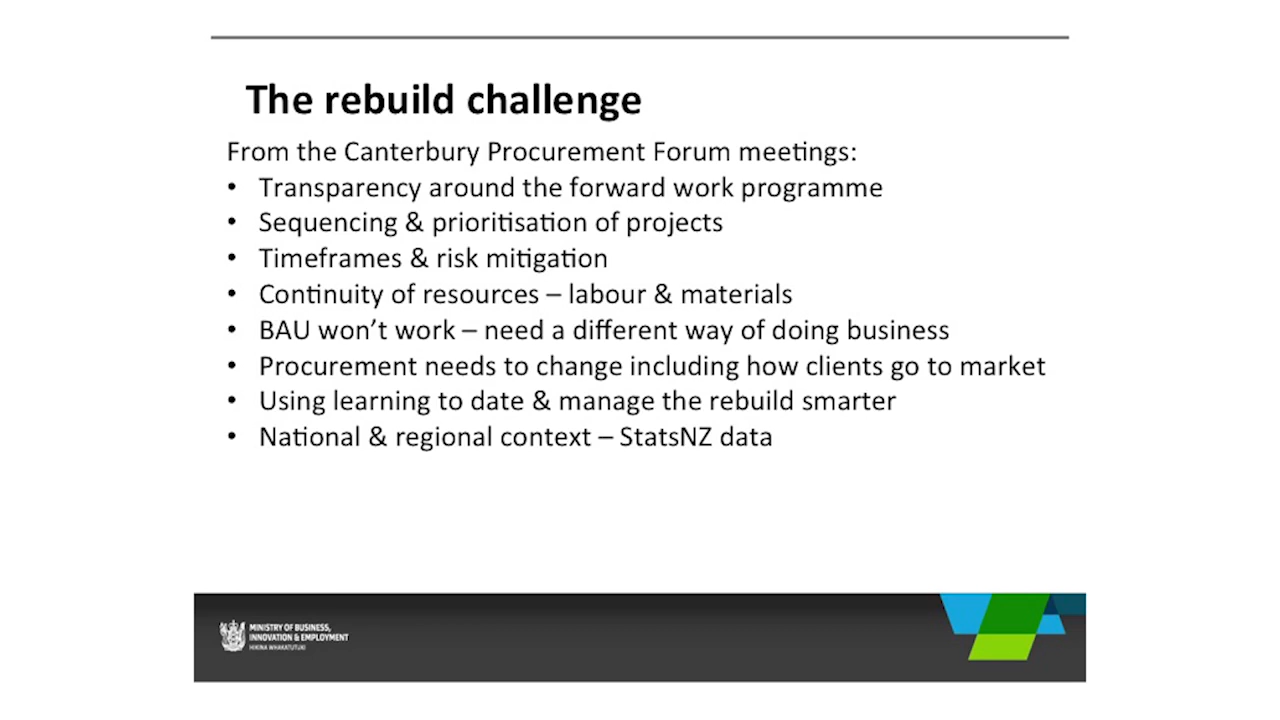 The rebuild challenge
From the Canterbury Procurement Forum meetings:
• Transparency around the forward work programme
• Sequencing & prioritisation of projects
• Timeframes & risk mitigation
• Continuity of resources – labour & materials
• BAU won't work – need a different way of doing business
• Procurement needs to change including how clients go to market
• Using learning to date & manage the rebuild smarter
• National & regional context – StatsNZ data
MINISTRY OF BUSINESS,
INNOVATION & EMPLOYMENT
HIKINA WHAKATUTUKI